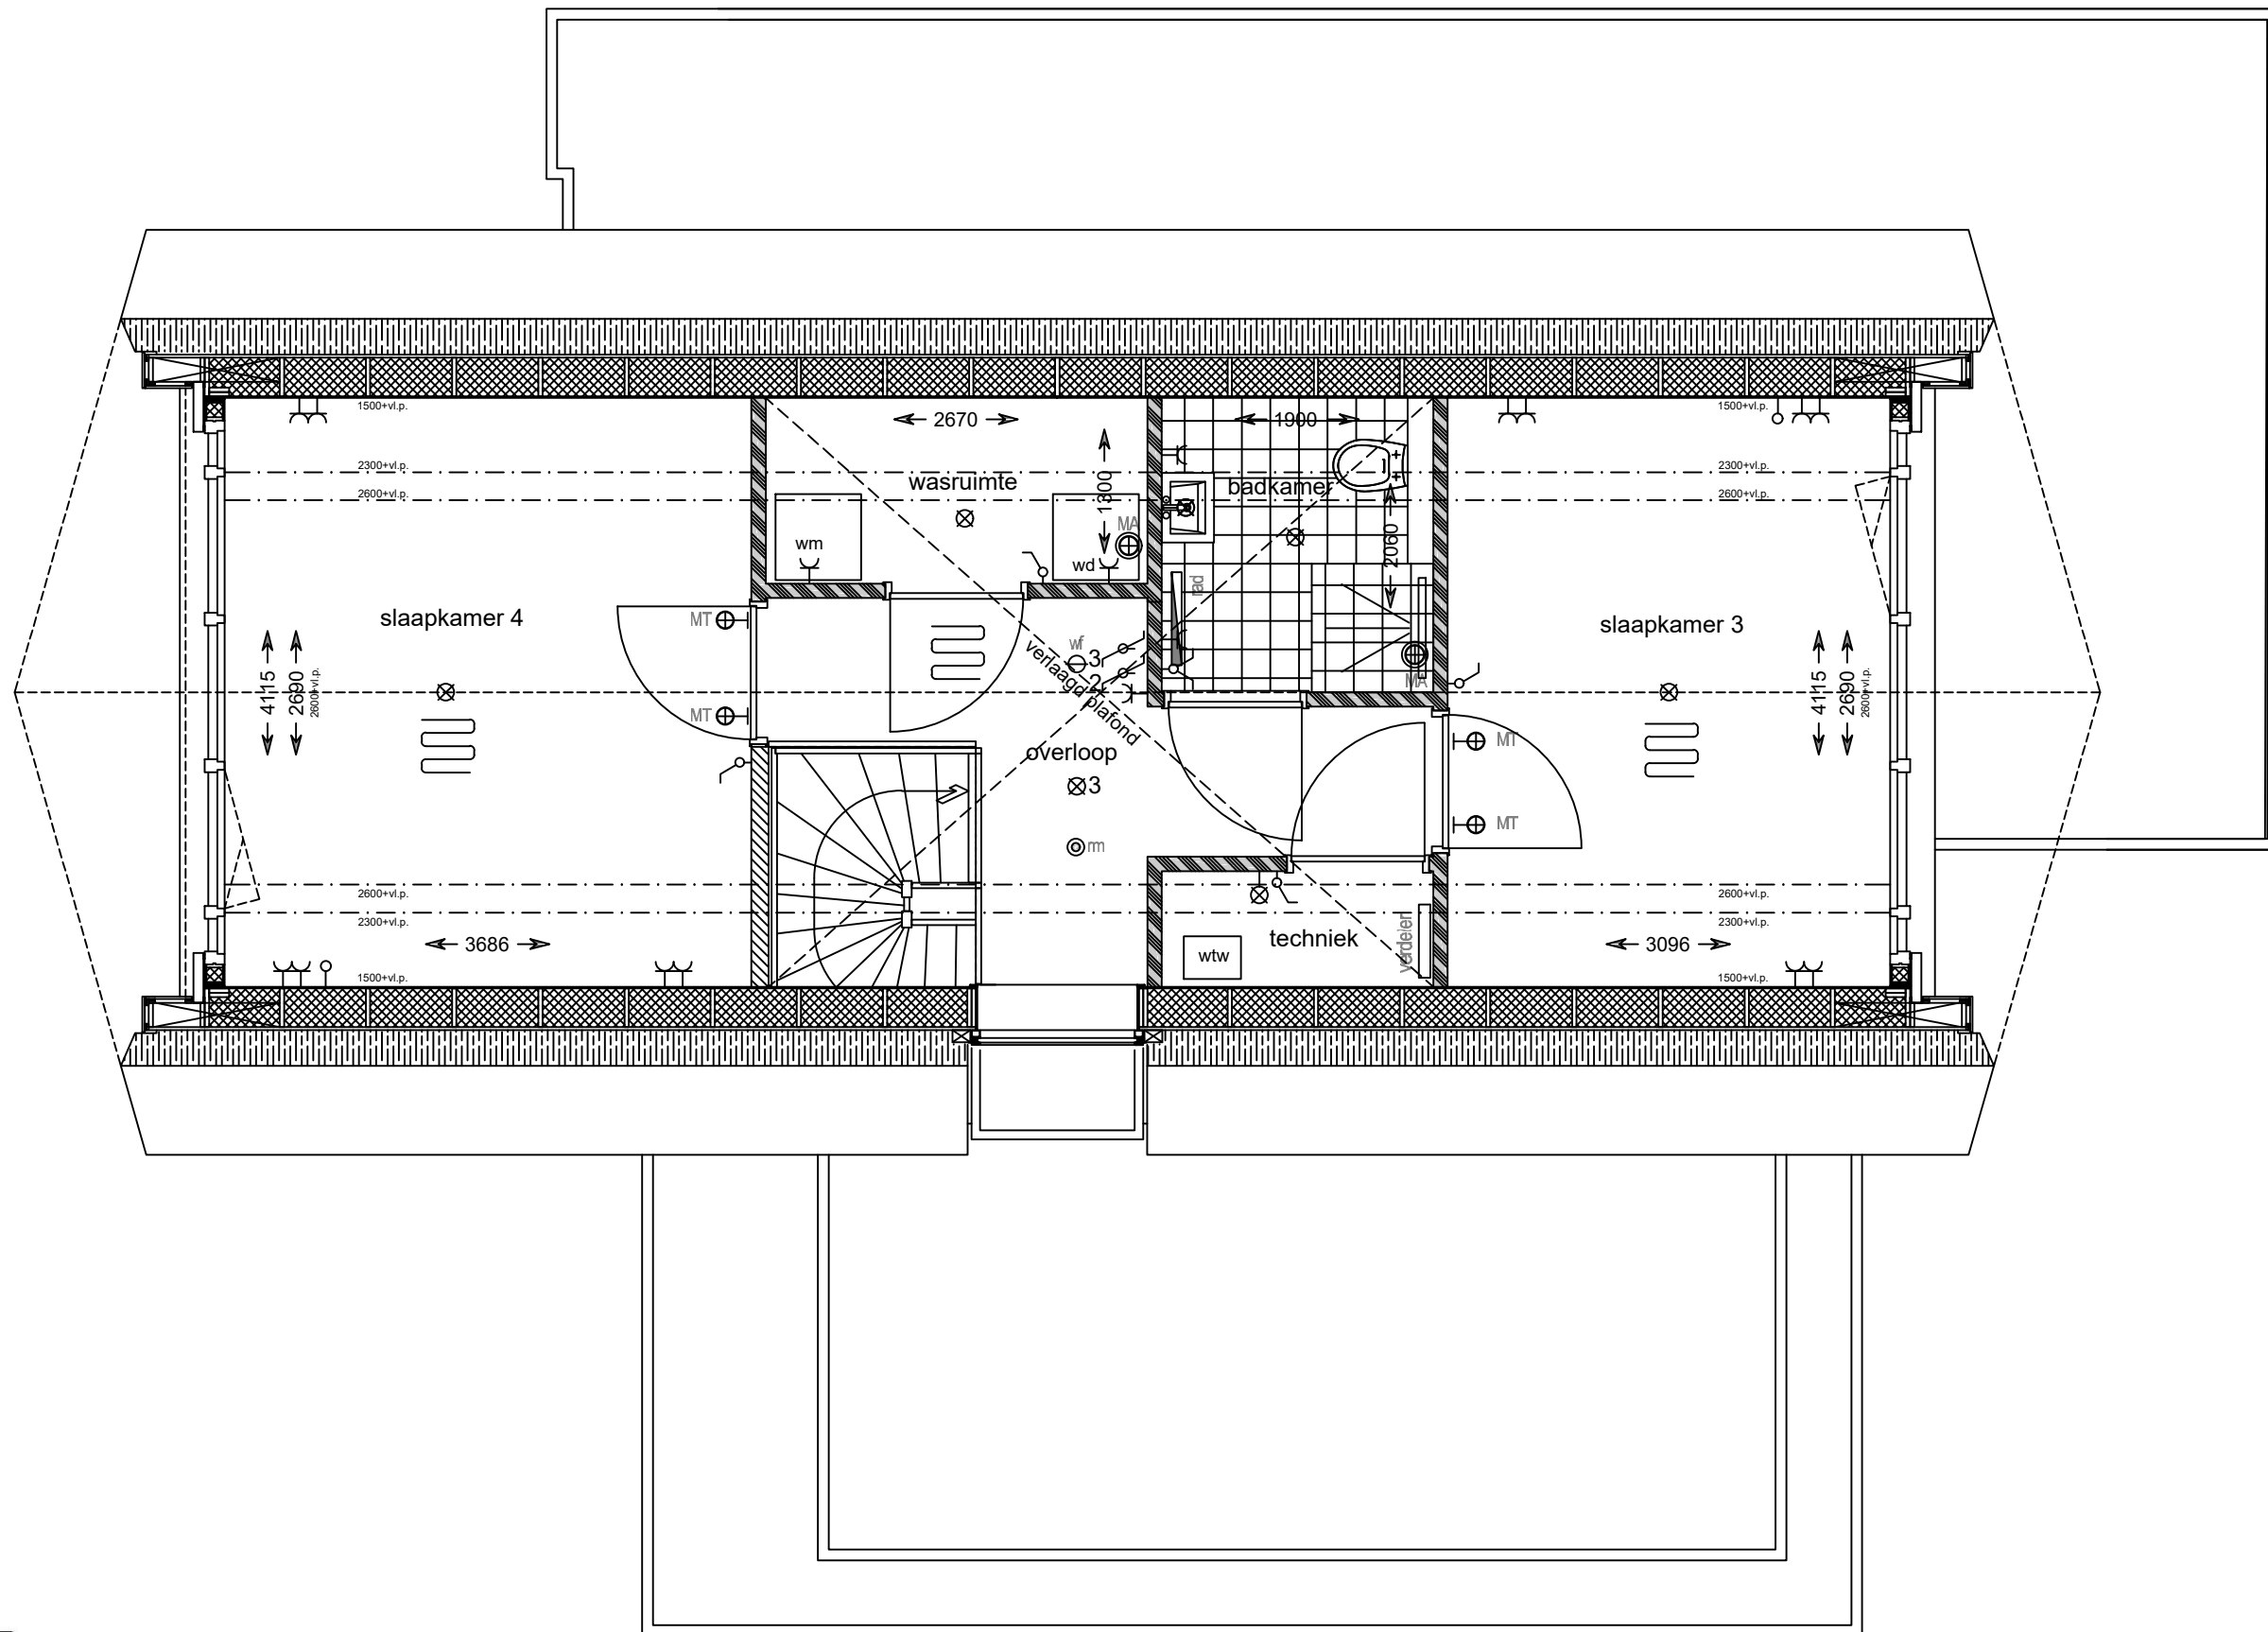 1500+vl.p.
2670
1900
1500+vl.p.
2300+vl.p.
2300+vl.p.
wasruimte
1300
badkamer
2600+vl.p.
2600+vl.p.
MA
wm
wd
2060
rad
slaapkamer 4
MT
wf
3
verlaagd plafond
2
MA
slaapkamer 3
4115
2690
2600+vl.p.
4115
2690
2600+vl.p.
MT
MT
overloop
3
MT
rm
2600+vl.p.
2600+vl.p.
2300+vl.p.
2300+vl.p.
3686
techniek
verdeler
3096
wtw
1500+vl.p.
1500+vl.p.